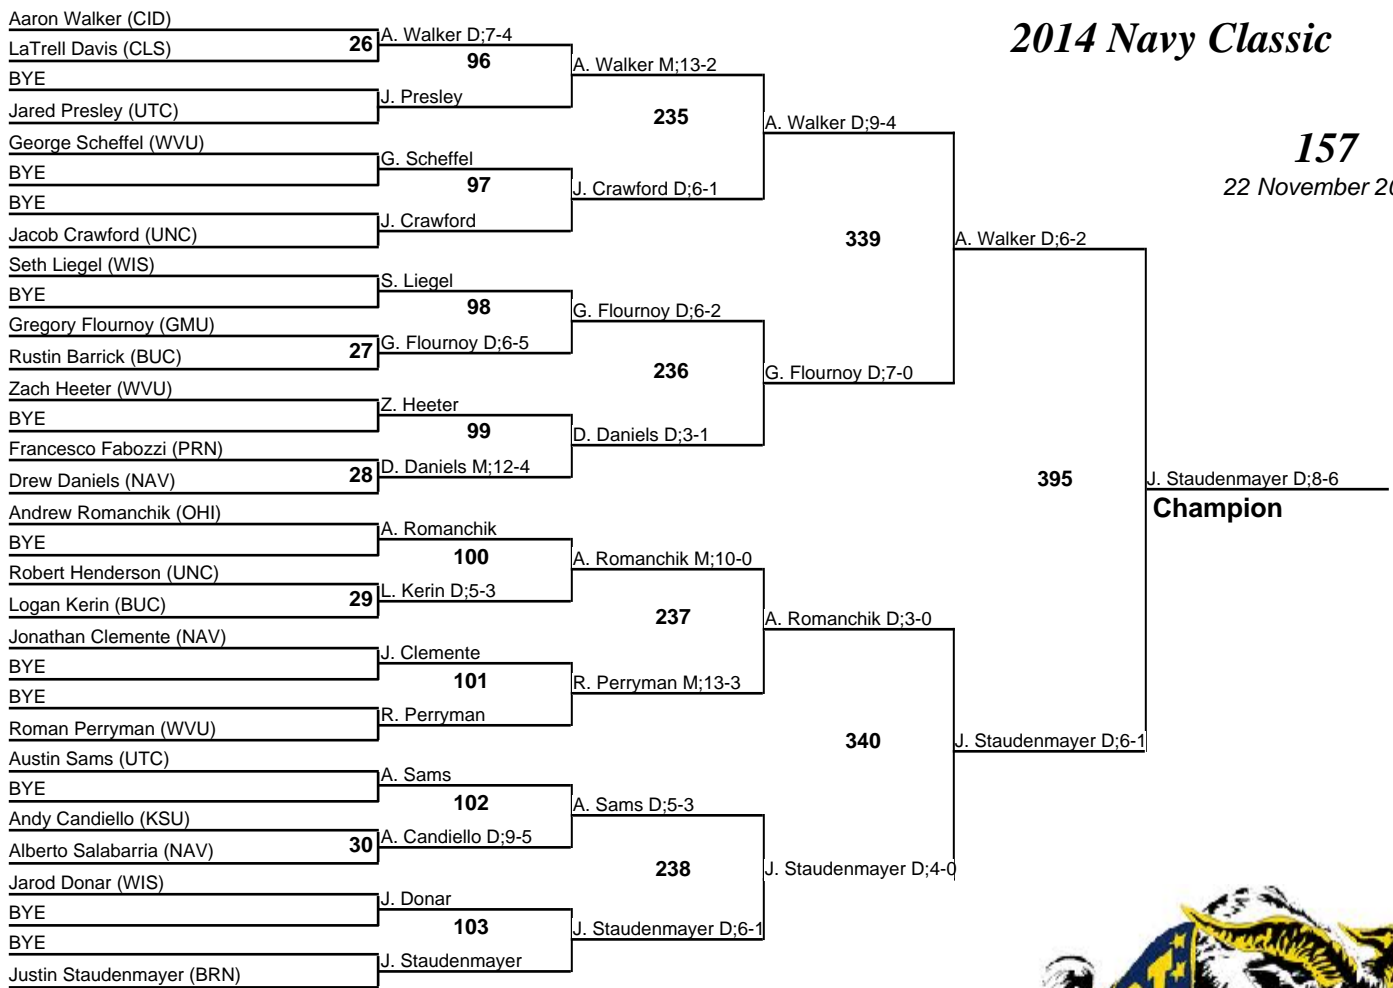 2014 Navy Classic
157
22 November 20
Aaron Walker (CID)
LaTrell Davis (CLS)
BYE
Jared Presley (UTC)
George Scheffel (WVU)
BYE
BYE
Jacob Crawford (UNC)
Seth Liegel (WIS)
BYE
Gregory Flournoy (GMU)
Rustin Barrick (BUC)
Zach Heeter (WVU)
BYE
Francesco Fabozzi (PRN)
Drew Daniels (NAV)
Andrew Romanchik (OHI)
BYE
Robert Henderson (UNC)
Logan Kerin (BUC)
Jonathan Clemente (NAV)
BYE
BYE
Roman Perryman (WVU)
Austin Sams (UTC)
BYE
Andy Candiello (KSU)
Alberto Salabarria (NAV)
Jarod Donar (WIS)
BYE
BYE
Justin Staudenmayer (BRN)
26
27
28
29
30
A. Walker D;7-4
96
J. Presley
G. Scheffel
97
J. Crawford
S. Liegel
98
G. Flournoy D;6-5
Z. Heeter
99
D. Daniels M;12-4
A. Romanchik
100
L. Kerin D;5-3
J. Clemente
101
R. Perryman
A. Sams
102
A. Candiello D;9-5
J. Donar
103
J. Staudenmayer
A. Walker M;13-2
235
J. Crawford D;6-1
G. Flournoy D;6-2
236
D. Daniels D;3-1
A. Romanchik M;10-0
237
R. Perryman M;13-3
A. Sams D;5-3
238
J. Staudenmayer D;6-1
A. Walker D;9-4
339
G. Flournoy D;7-0
A. Romanchik D;3-0
340
J. Staudenmayer D;4-0
A. Walker D;6-2
395
J. Staudenmayer D;6-1
J. Staudenmayer D;8-6
Champion